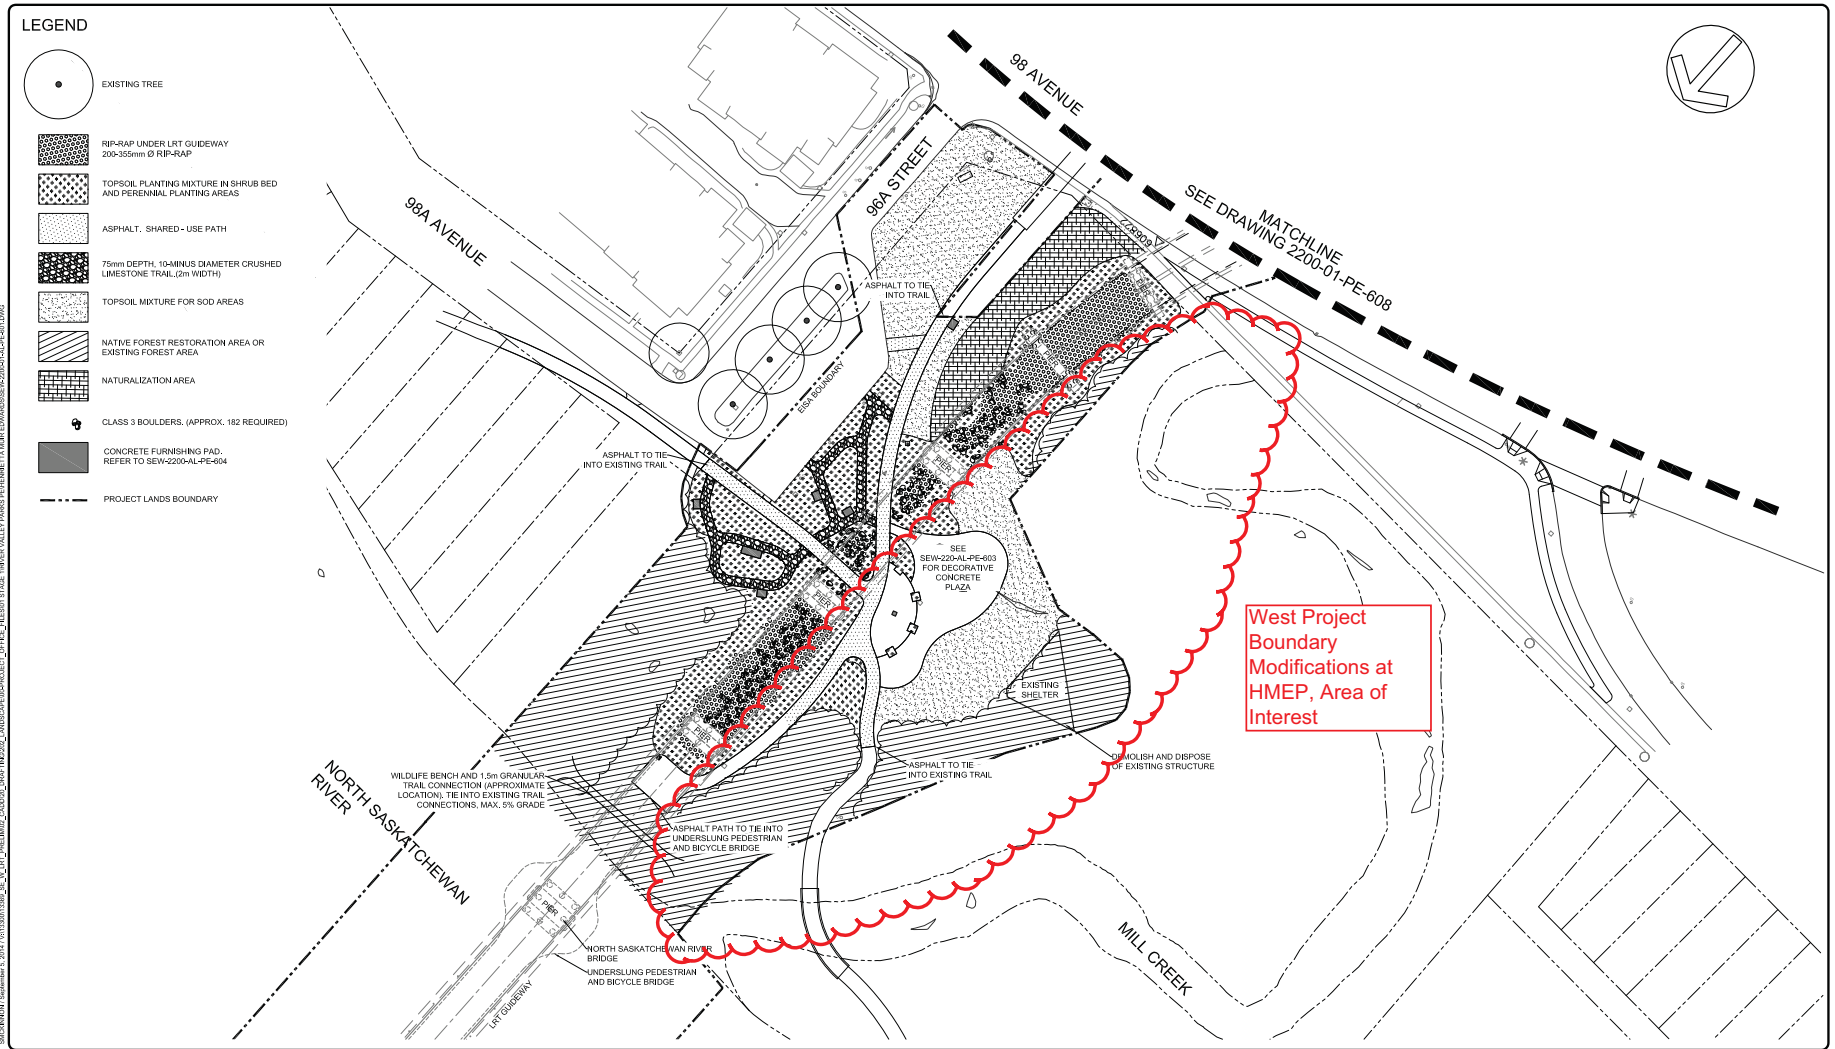 LEGEND
EXISTING TREE
RIP-RAP UNDER LRT GUIDEWAY
200-355mm Ø RIP-RAP
TOPSOIL PLANTING MIXTURE IN SHRUB BED
AND PERENNIAL PLANTING AREAS
ASPHALT. SHARED - USE PATH
75mm DEPTH, 10-MINUS DIAMETER CRUSHED
LIMESTONE TRAIL.(2m WIDTH)
TOPSOIL MIXTURE FOR SOD AREAS
NATIVE FOREST RESTORATION AREA OR
EXISTING FOREST AREA
NATURALIZATION AREA
CLASS 3 BOULDERS. (APPROX. 182 REQUIRED)
CONCRETE FURNISHING PAD.
REFER TO SEW-2200-AL-PE-604
PROJECT LANDS BOUNDARY
98 AVENUE
MATCHLINE
SEE DRAWING 2200-01-PE-608
96A STREET
98A AVENUE
609822
ASPHALT TO TIE
INTO TRAIL
EISA BOUNDARY
PIER
ASPHALT TO TIE
INTO EXISTING TRAIL
PIER
SEE
SEW-220-AL-PE-603
FOR DECORATIVE
CONCRETE
PLAZA
PIER
West Project
Boundary
Modifications at
HMEP, Area of
Interest
EXISTING
SHELTER
PIER
DEMOLISH AND DISPOSE
OF EXISTING STRUCTURE
ASPHALT TO TIE
INTO EXISTING TRAIL
WILDLIFE BENCH AND 1.5m GRANULAR
TRAIL CONNECTION (APPROXIMATE
LOCATION). TIE INTO EXISTING TRAIL
CONNECTIONS, MAX. 5% GRADE
ASPHALT PATH TO TIE INTO
UNDERSLUNG PEDESTRIAN
AND BICYCLE BRIDGE
NORTH SASKATCHEWAN
RIVER
PIER
NORTH SASKATCHEWAN RIVER
BRIDGE
UNDERSLUNG PEDESTRIAN
AND BICYCLE BRIDGE
LRT GUIDEWAY
MILL CREEK